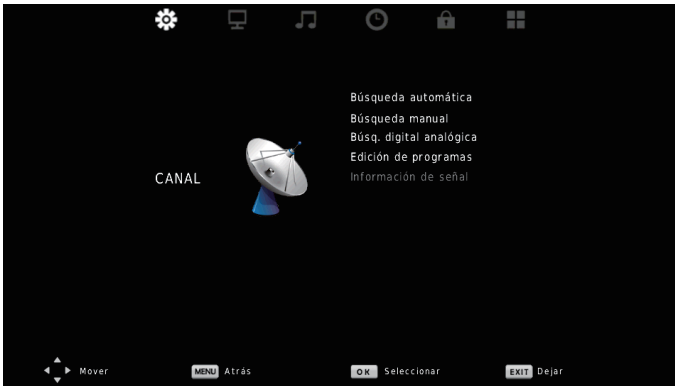 Búsqueda automática
Búsqueda manual
Búsq. digital analógica
Edición de programas
CANAL
Información de señal
Mover
MENU Atrás
OK Seleccionar
EXIT Dejar